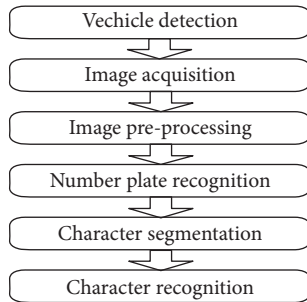 Vechicle detection
Image acquisition
Image pre-processing
Number plate recognition
Character segmentation
Character recognition